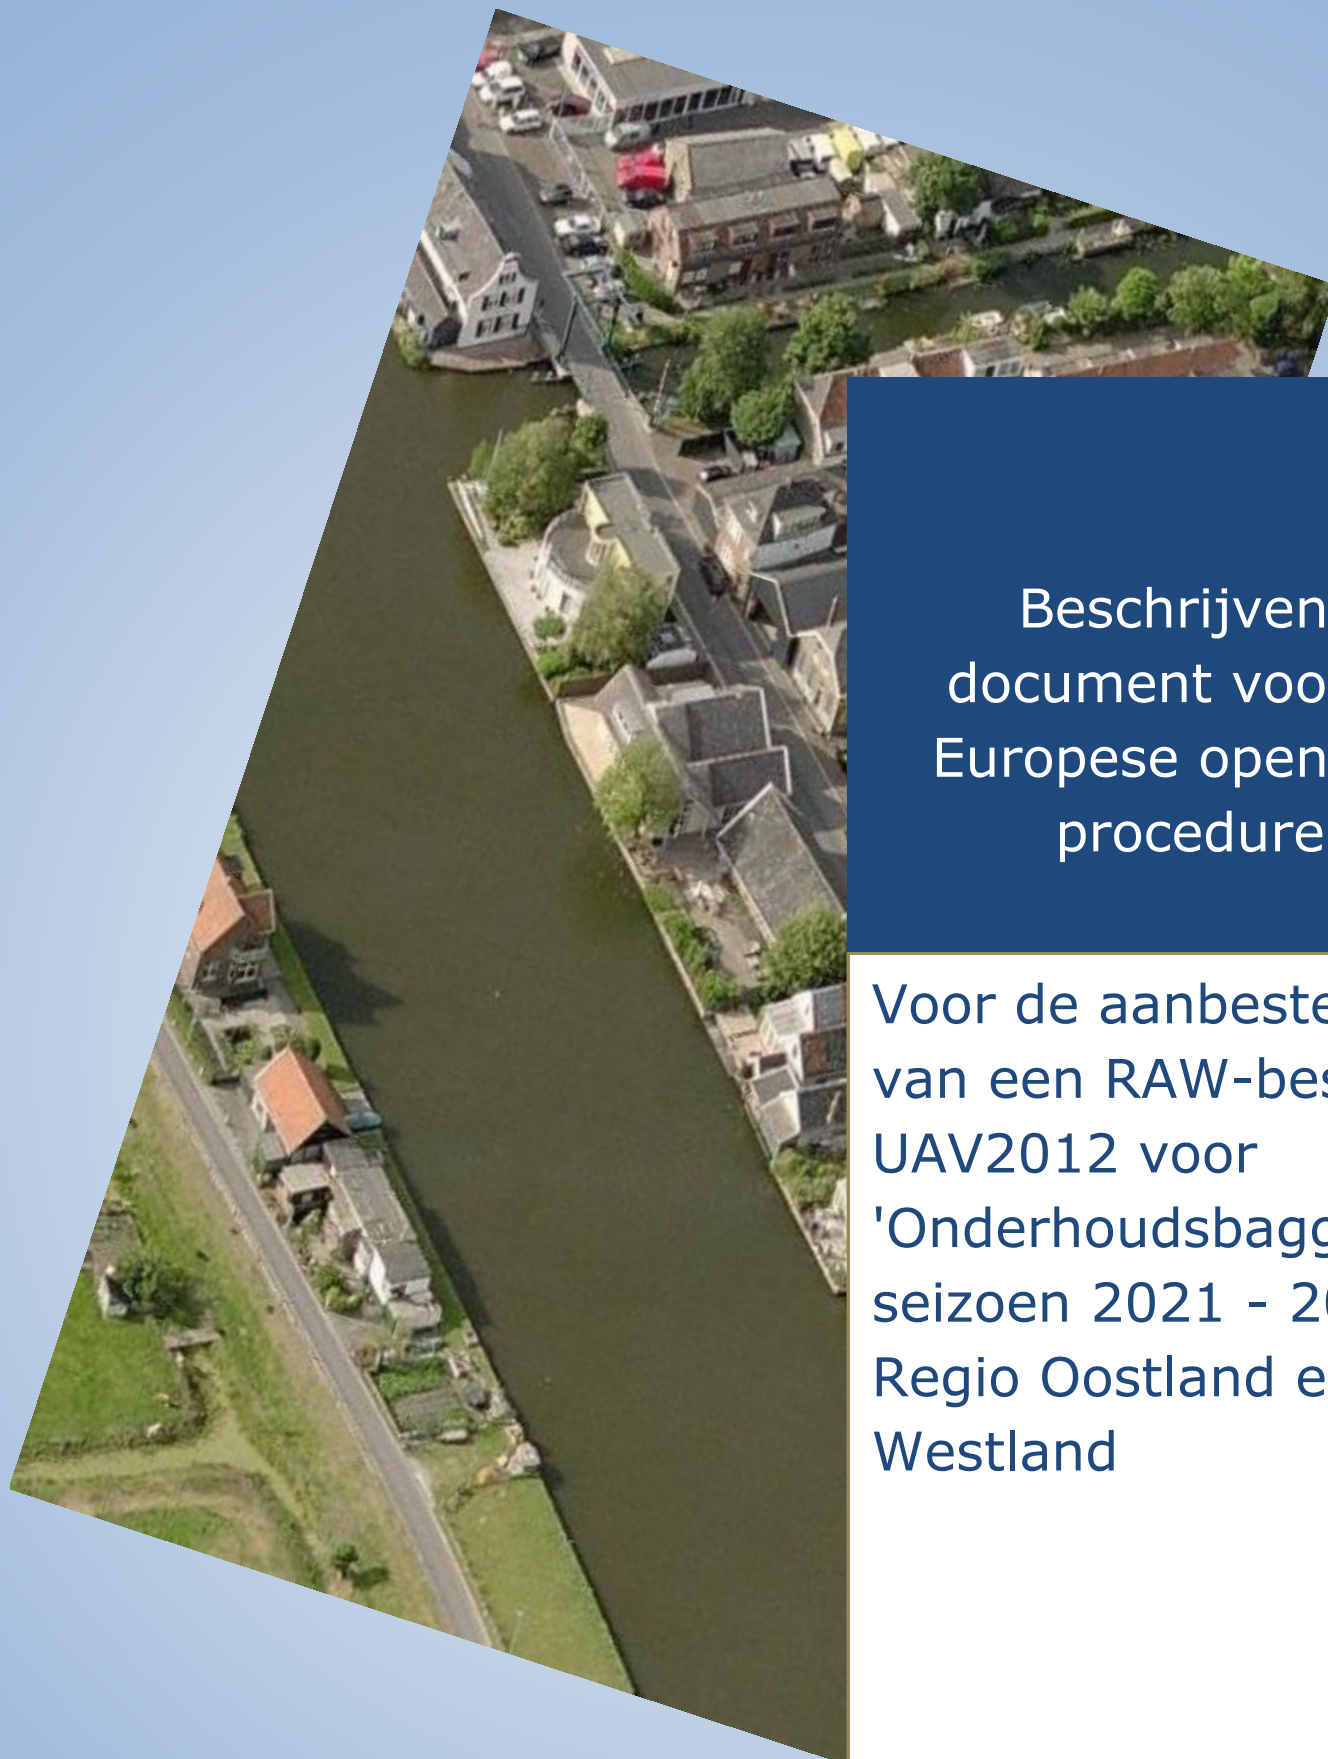 Beschrijven
document voo
Europese open
procedure
Voor de aanbeste
van een RAW-bes
UAV2012 voor
'Onderhoudsbagg
seizoen 2021 - 20
Regio Oostland e
Westland